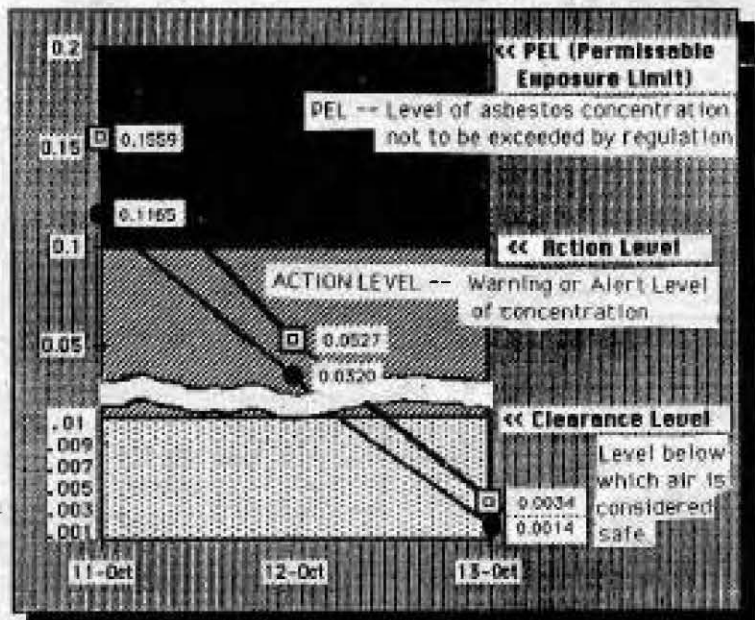 0.2
<< PEL (Permissable
Exposure Limit)
PEL -- Level of asbestos concentration
not to be exceeded by regulation
0.1559
0.15
0.1165
0.1
<< Action Level
ACTION LEVEL -- Warning or Alert Level
of concentration
0.0527
0.05
0.0320
.01
<< Clearance Level
.009
Level below
.007
which air is
.005
considered
.003
safe.
.001
0.0034
0.0014
11-Oct
12-Oct
13-Oct